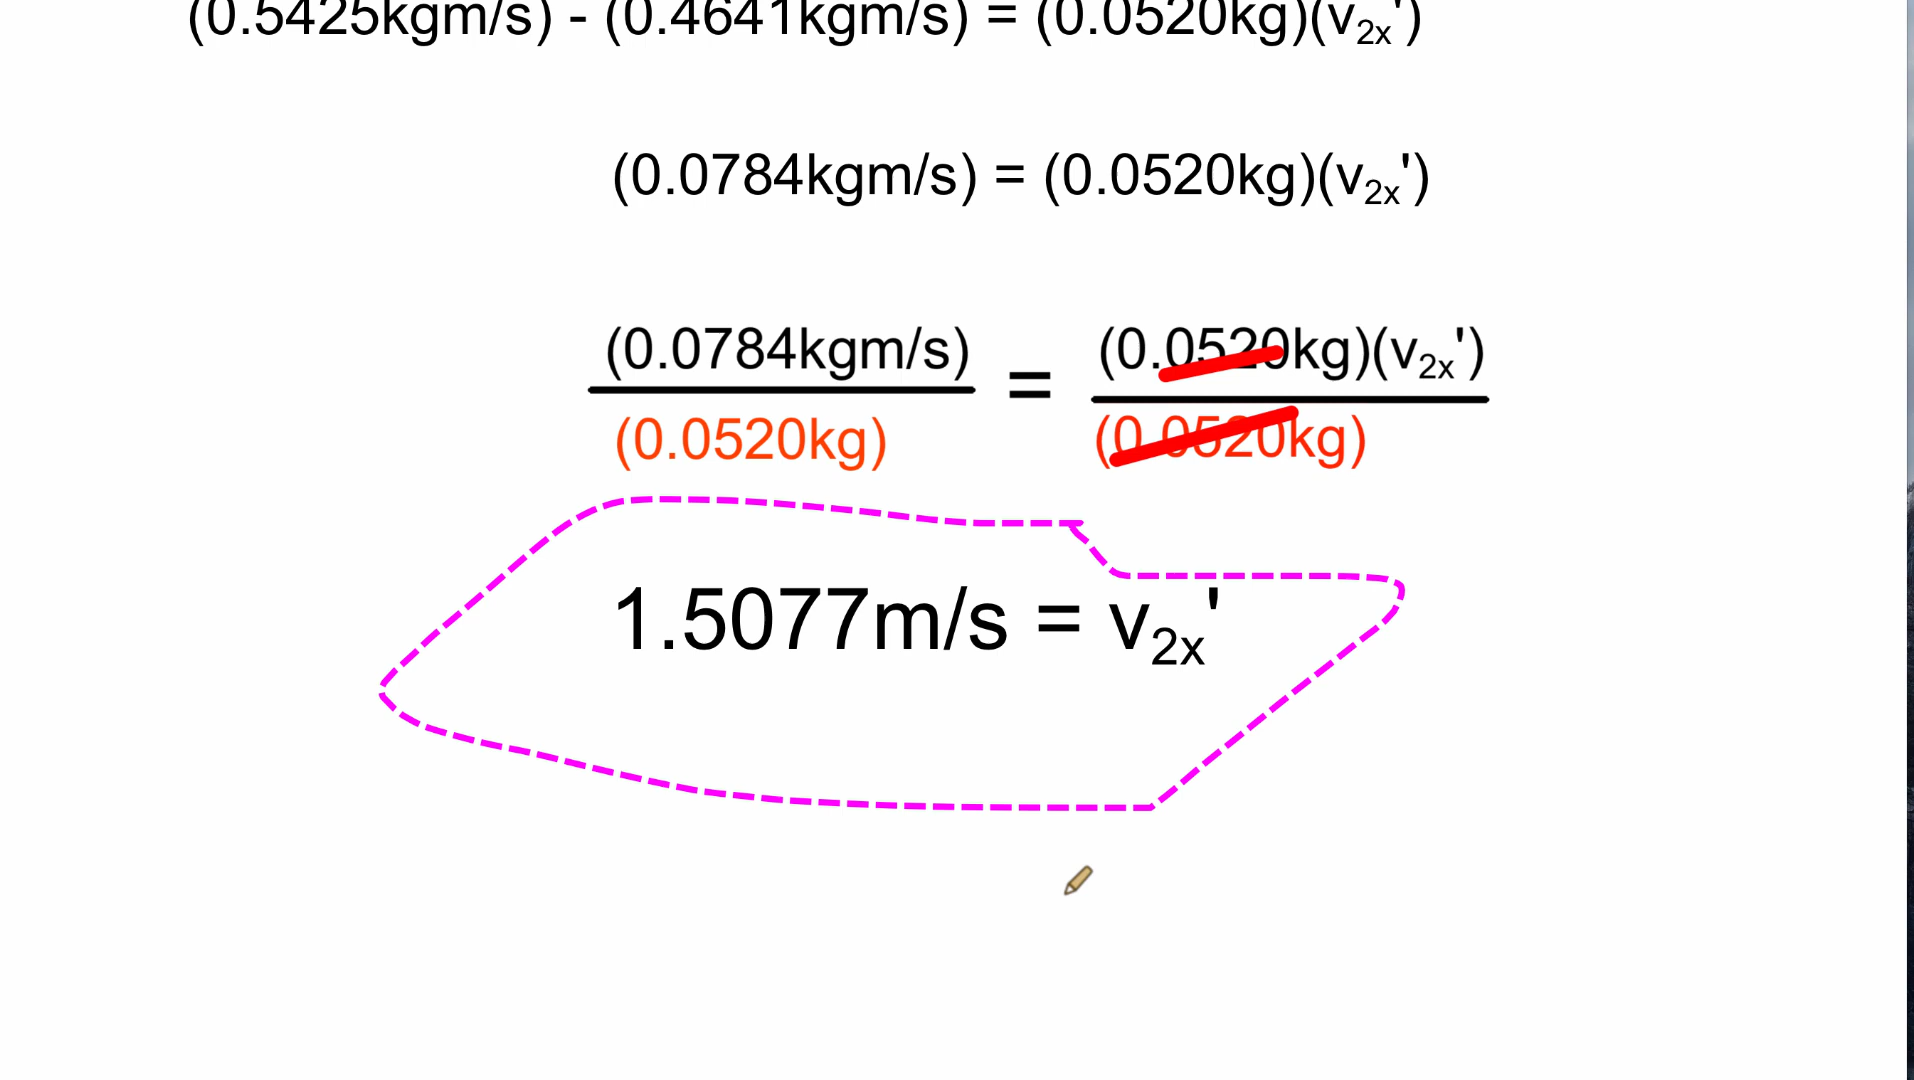 (0.5425kgm/s) - (0.4641kgm/s) = (0.0520kg)(v₂ₓ')
(0.0784kgm/s) = (0.0520kg)(v₂ₓ')
(0.0784kgm/s) = (0.0520kg)(v₂ₓ')
(0.0520kg) (0.0520kg)
1.5077m/s = v₂ₓ'